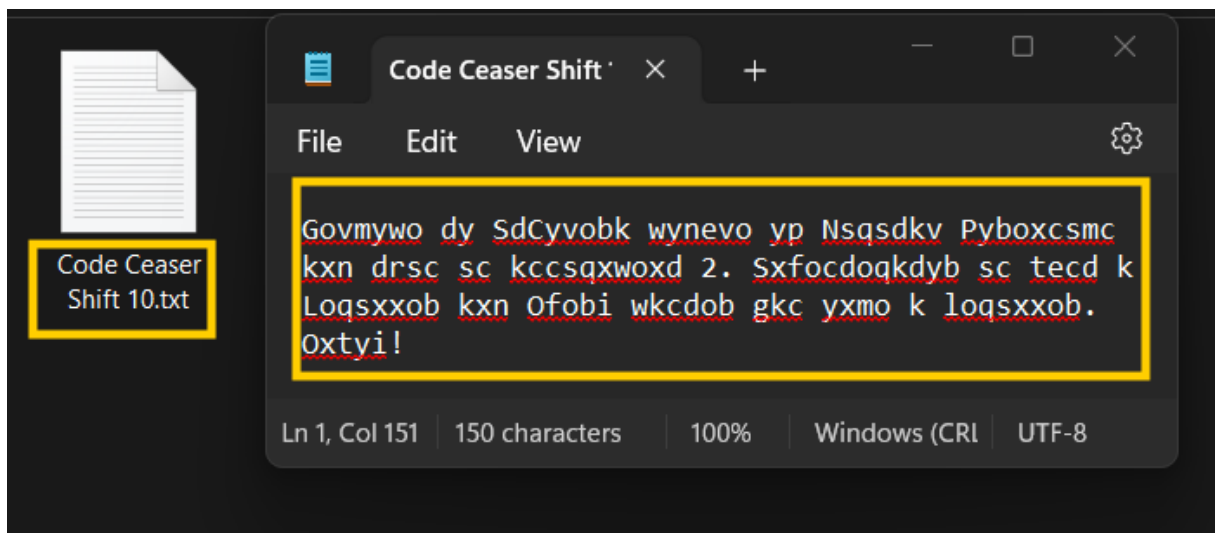 Code Ceaser Shift
File Edit View
Govmywo dy SdCyvobk wynevo yp Nsqsdkv Pyboxcsmc
kxn drsc sc kccsqxwoxd 2. Sxfocdoqkdyb sc tecd k
Loqsxxob kxn Ofobi wkcdob gkc yxmo k loqsxxob.
Oxtyi!
Code Ceaser
Shift 10.txt
Ln 1, Col 151 150 characters 100% Windows (CRL UTF-8